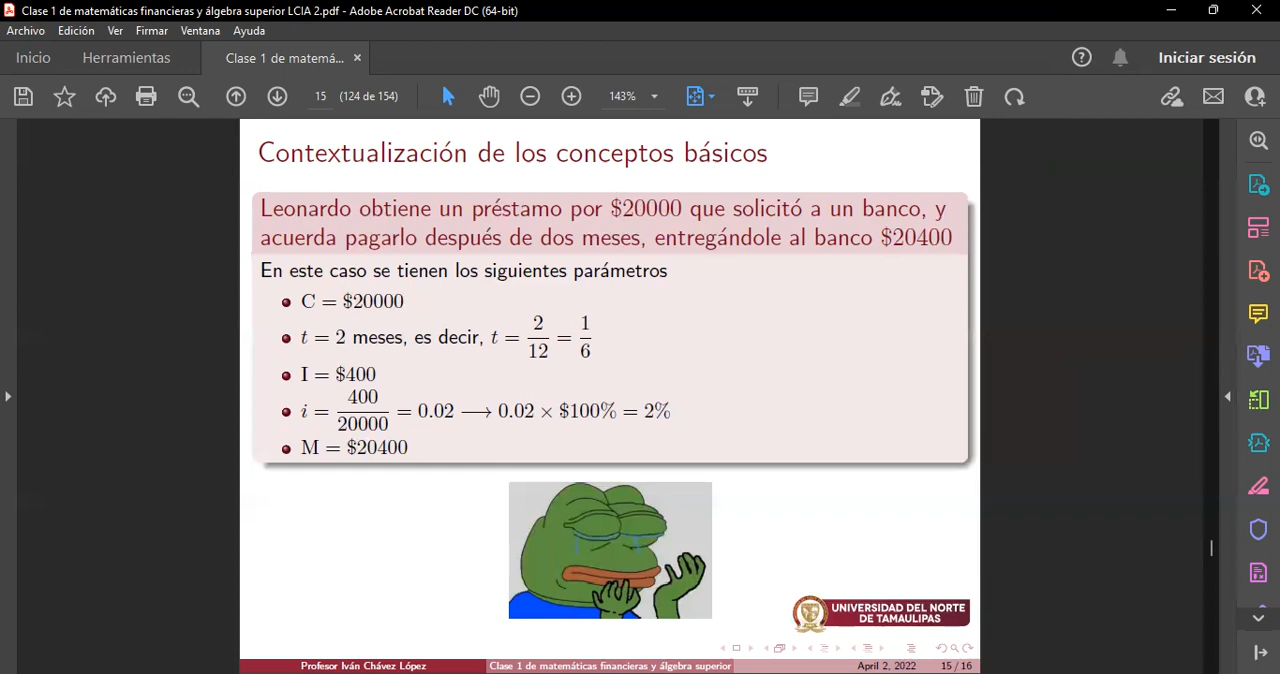 Clase 1 de matemáticas financieras y álgebra superior LCIA 2.pdf - Adobe Acrobat Reader DC (64-bit)
Archivo Edición Ver Firmar Ventana Ayuda
Inicio Herramientas Clase 1 de matemá... × Iniciar sesión
15 (124 de 154) 143%
Contextualización de los conceptos básicos
Leonardo obtiene un préstamo por $20000 que solicitó a un banco, y
acuerda pagarlo después de dos meses, entregándole al banco $20400
En este caso se tienen los siguientes parámetros
C = $20000
t = 2 meses, es decir, t = 2/12 = 1/6
I = $400
i = 400/20000 = 0.02 ⟶ 0.02 × $100% = 2%
M = $20400
UNIVERSIDAD DEL NORTE
DE TAMAULIPAS
Profesor Iván Chávez López Clase 1 de matemáticas financieras y álgebra superior April 2, 2022 15 / 16